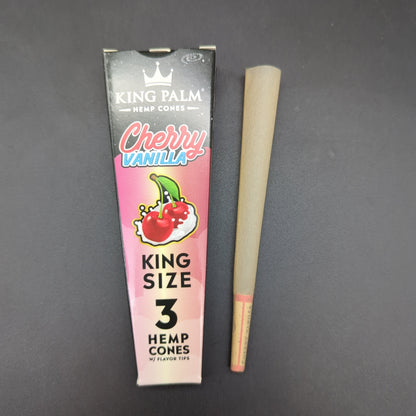 KING PALM®
HEMP CONES
Cherry
VANILLA
KING
SIZE
3
HEMP
CONES
W/ FLAVOR TIPS